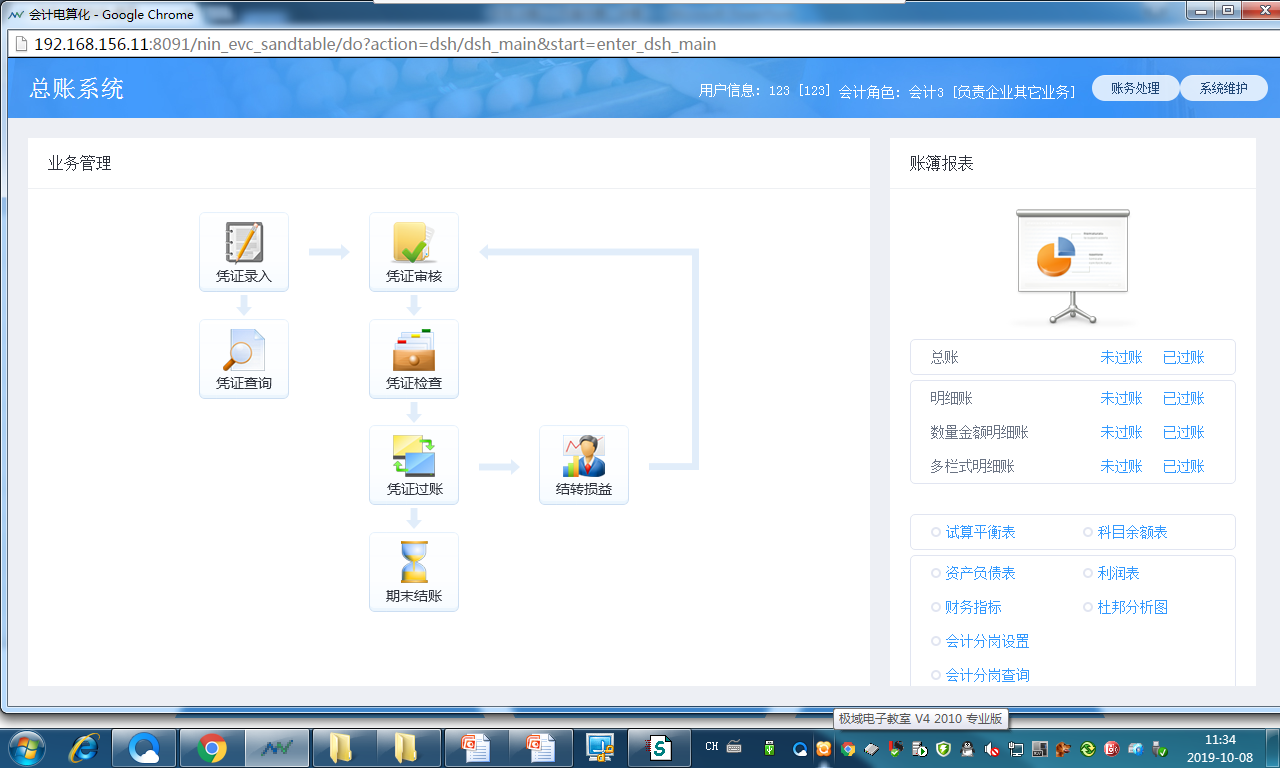 会计电算化 - Google Chrome
192.168.156.11:8091/nin_evc_sandtable/do?action=dsh/dsh_main&start=enter_dsh_main
总账系统
用户信息：123 [123] 会计角色：会计3 [负责企业其它业务]
账务处理
系统维护
业务管理
凭证录入
凭证审核
凭证查询
凭证检查
凭证过账
结转损益
期末结账
账簿报表
总账 未过账 已过账
明细账 未过账 已过账
数量金额明细账 未过账 已过账
多栏式明细账 未过账 已过账
试算平衡表 科目余额表
资产负债表 利润表
财务指标 杜邦分析图
会计分岗设置
会计分岗查询
极域电子教室 V4 2010 专业版
CH
11:34
2019-10-08